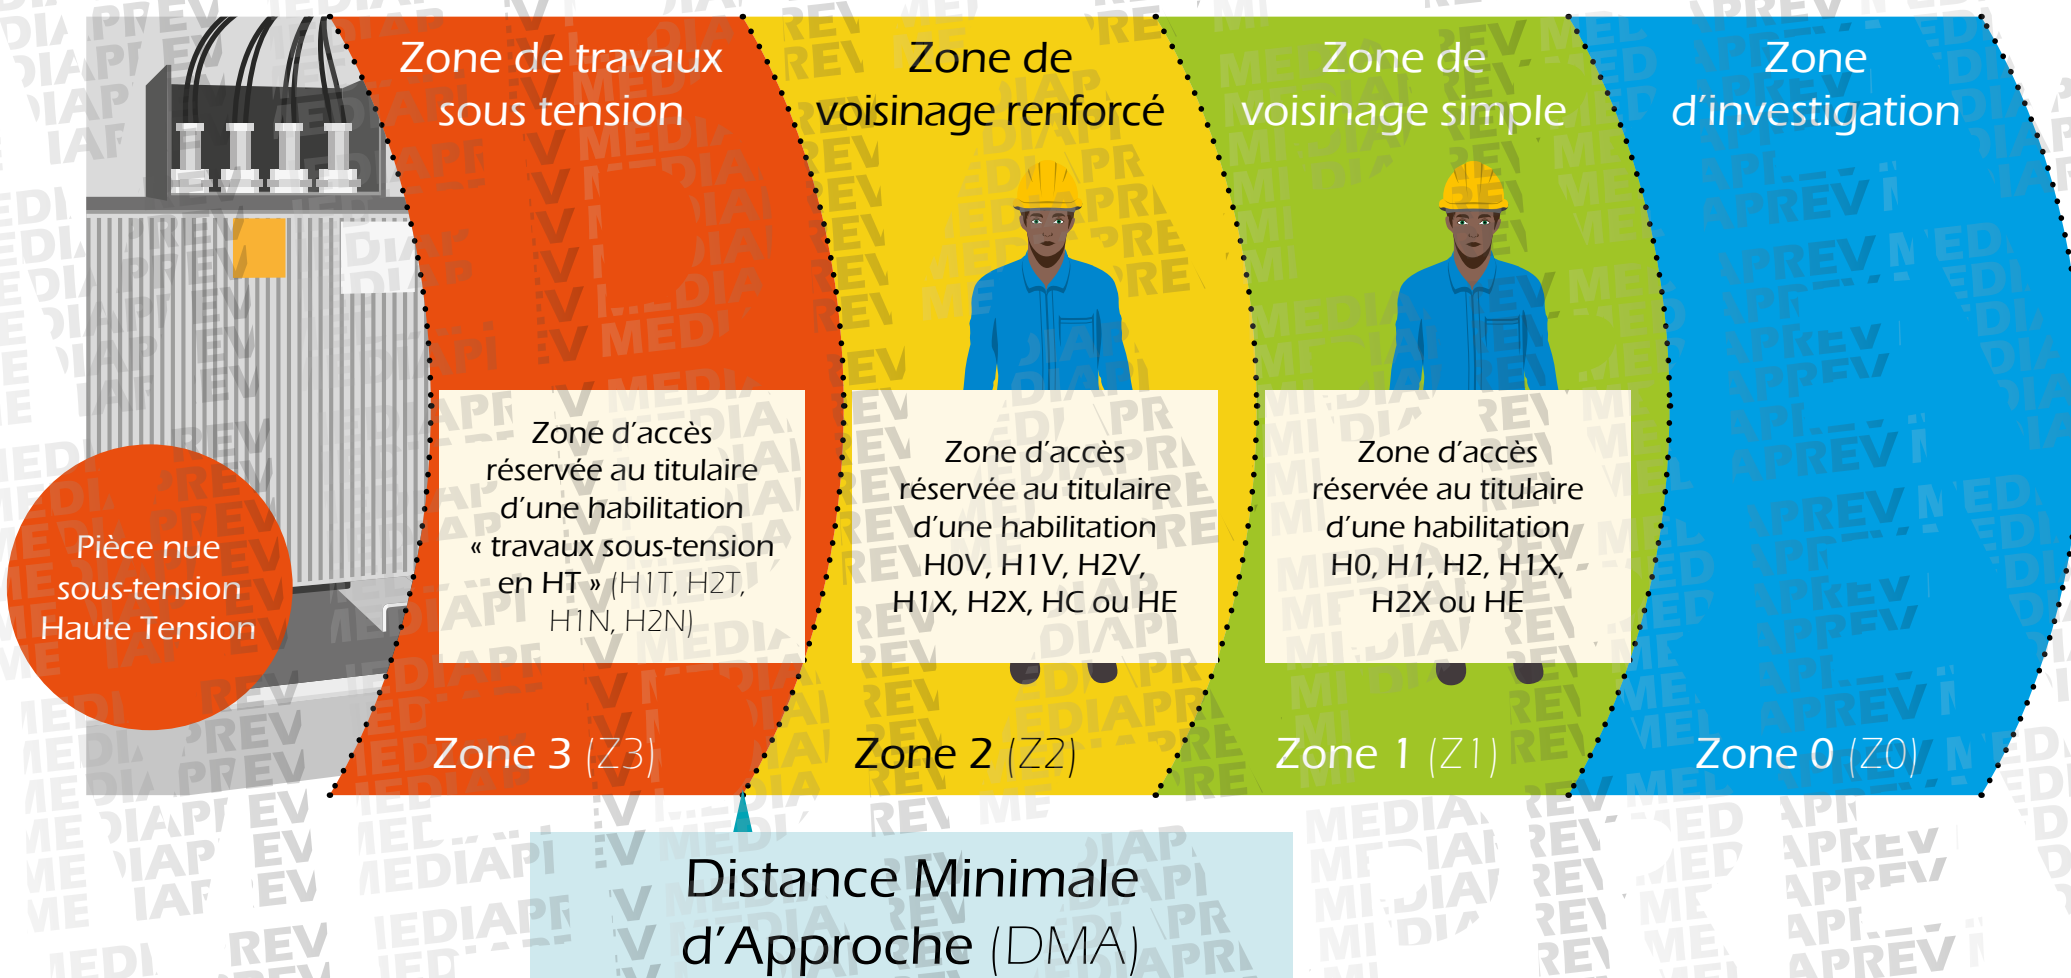 Zone de travaux
sous tension
Zone de
voisinage renforcé
Zone de
voisinage simple
Zone
d'investigation
Pièce nue
sous-tension
Haute Tension
Zone d'accès
réservée au titulaire
d'une habilitation
« travaux sous-tension
en HT » (H1T, H2T,
H1N, H2N)
Zone d'accès
réservée au titulaire
d'une habilitation
H0V, H1V, H2V,
H1X, H2X, HC ou HE
Zone d'accès
réservée au titulaire
d'une habilitation
H0, H1, H2, H1X,
H2X ou HE
Zone 3 (Z3)
Zone 2 (Z2)
Zone 1 (Z1)
Zone 0 (Z0)
Distance Minimale
d'Approche (DMA)